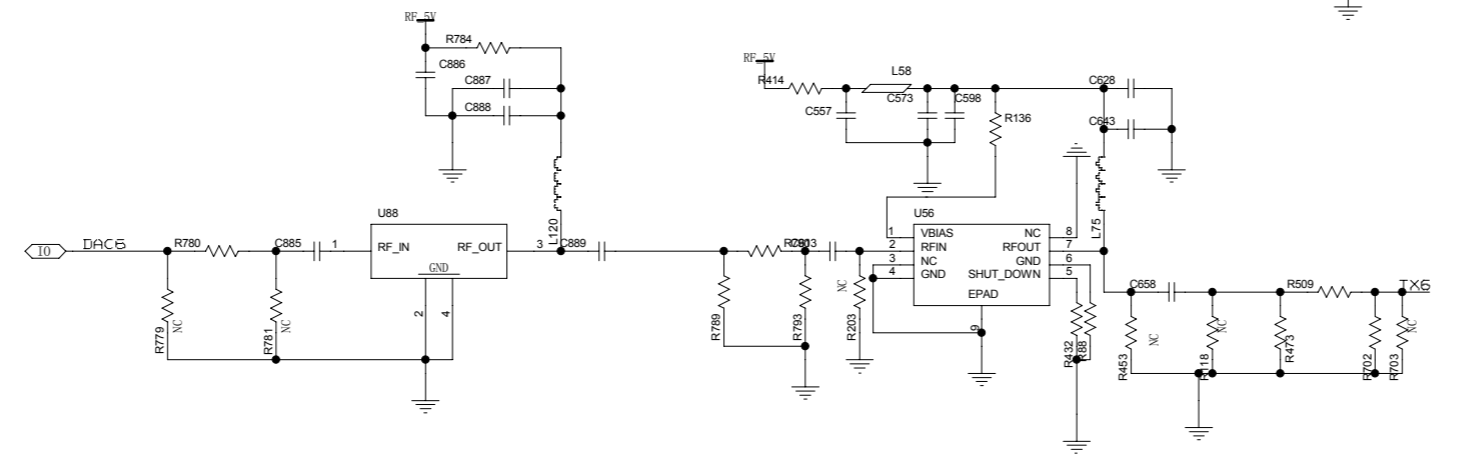 RF_5V
R784
C886
C887
C888
L120
RF_5V
R414
L58
C557
C573
C598
R136
C628
C643
L75
IO
DAC6
R780
C885
R779
NC
R781
NC
U88
1
RF_IN
RF_OUT
3
GND
2
4
C889
R789
C913
R793
NC
R203
U56
1
VBIAS
2
RFIN
3
NC
4
GND
NC
8
RFOUT
7
GND
6
SHUT_DOWN
5
EPAD
9
R432
R88
C658
R453
NC
R118
NC
R473
R509
TX6
R702
R703
NC